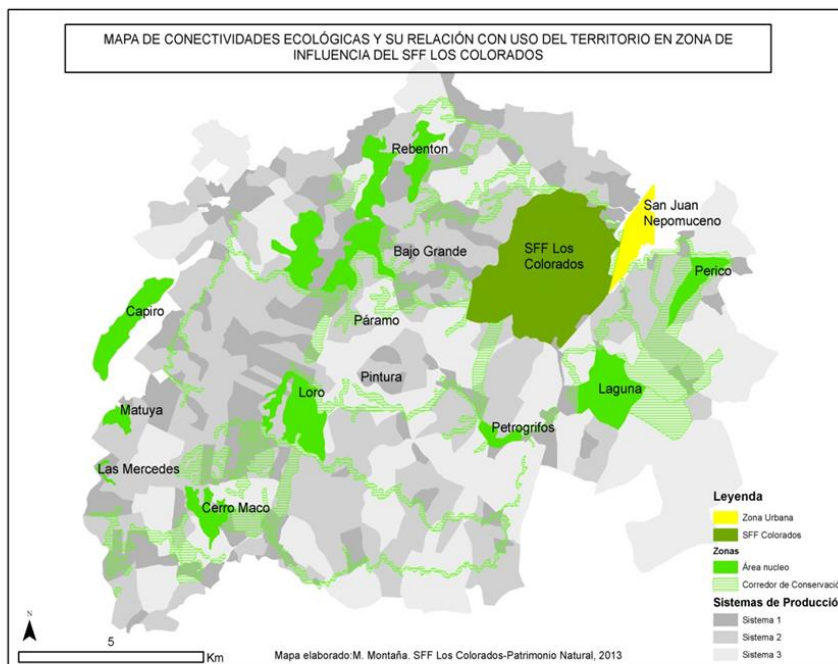 MAPA DE CONECTIVIDADES ECOLÓGICAS Y SU RELACIÓN CON USO DEL TERRITORIO EN ZONA DE
INFLUENCIA DEL SFF LOS COLORADOS
Rebenton
San Juan
Nepomuceno
Bajo Grande
SFF Los
Colorados
Perico
Capiro
Páramo
Pintura
Loro
Laguna
Matuya
Petrogrifos
Las Mercedes
Cerro Maco
Leyenda
Zona Urbana
SFF Colorados
Zonas
Área nucleo
Corredor de Conservació
Sistemas de Producció
Sistema 1
Sistema 2
Sistema 3
N
5
Km
Mapa elaborado:M. Montaña. SFF Los Colorados-Patrimonio Natural, 2013